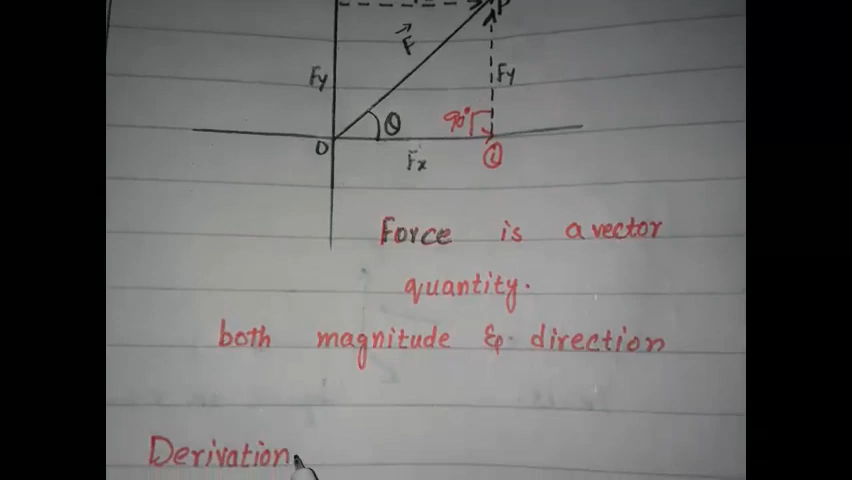 P
F
Fy
Fy
90°
θ
O
Fx
Q
Force is a vector
quantity.
both magnitude & direction
Derivation